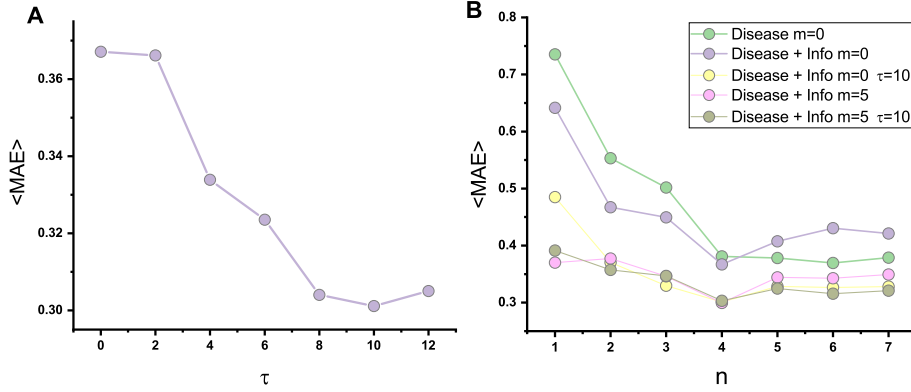 A
<MAE>
0.36
0.34
0.32
0.30
0 2 4 6 8 10 12
τ
B
<MAE>
0.8
0.7
0.6
0.5
0.4
0.3
1 2 3 4 5 6 7
n
Disease m=0
Disease + Info m=0
Disease + Info m=0 τ=10
Disease + Info m=5
Disease + Info m=5 τ=10